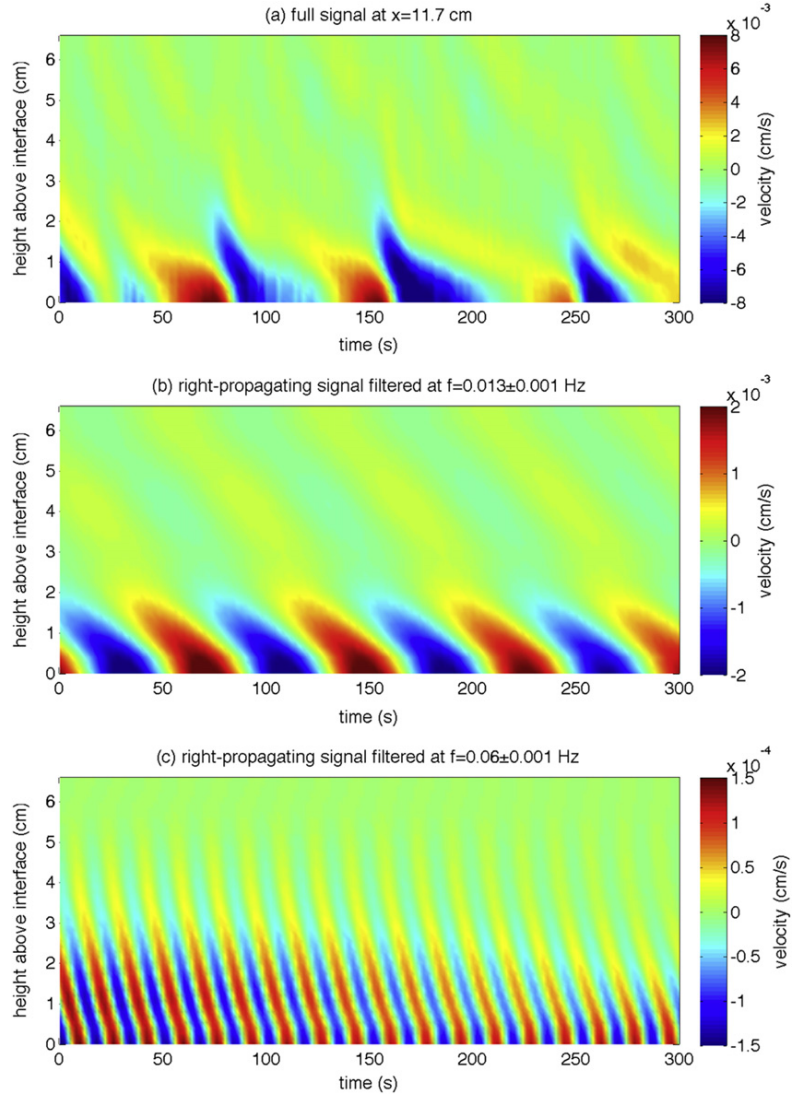 (a) full signal at x=11.7 cm
x 10 -3
6
5
4
3
2
1
0
height above interface (cm)
0 50 100 150 200 250 300
time (s)
8
6
4
2
0
-2
-4
-6
-8
velocity (cm/s)
(b) right-propagating signal filtered at f=0.013±0.001 Hz
x 10 -3
6
5
4
3
2
1
0
height above interface (cm)
0 50 100 150 200 250 300
time (s)
2
1
0
-1
-2
velocity (cm/s)
(c) right-propagating signal filtered at f=0.06±0.001 Hz
x 10 -4
6
5
4
3
2
1
0
height above interface (cm)
0 50 100 150 200 250 300
time (s)
1.5
1
0.5
0
-0.5
-1
-1.5
velocity (cm/s)